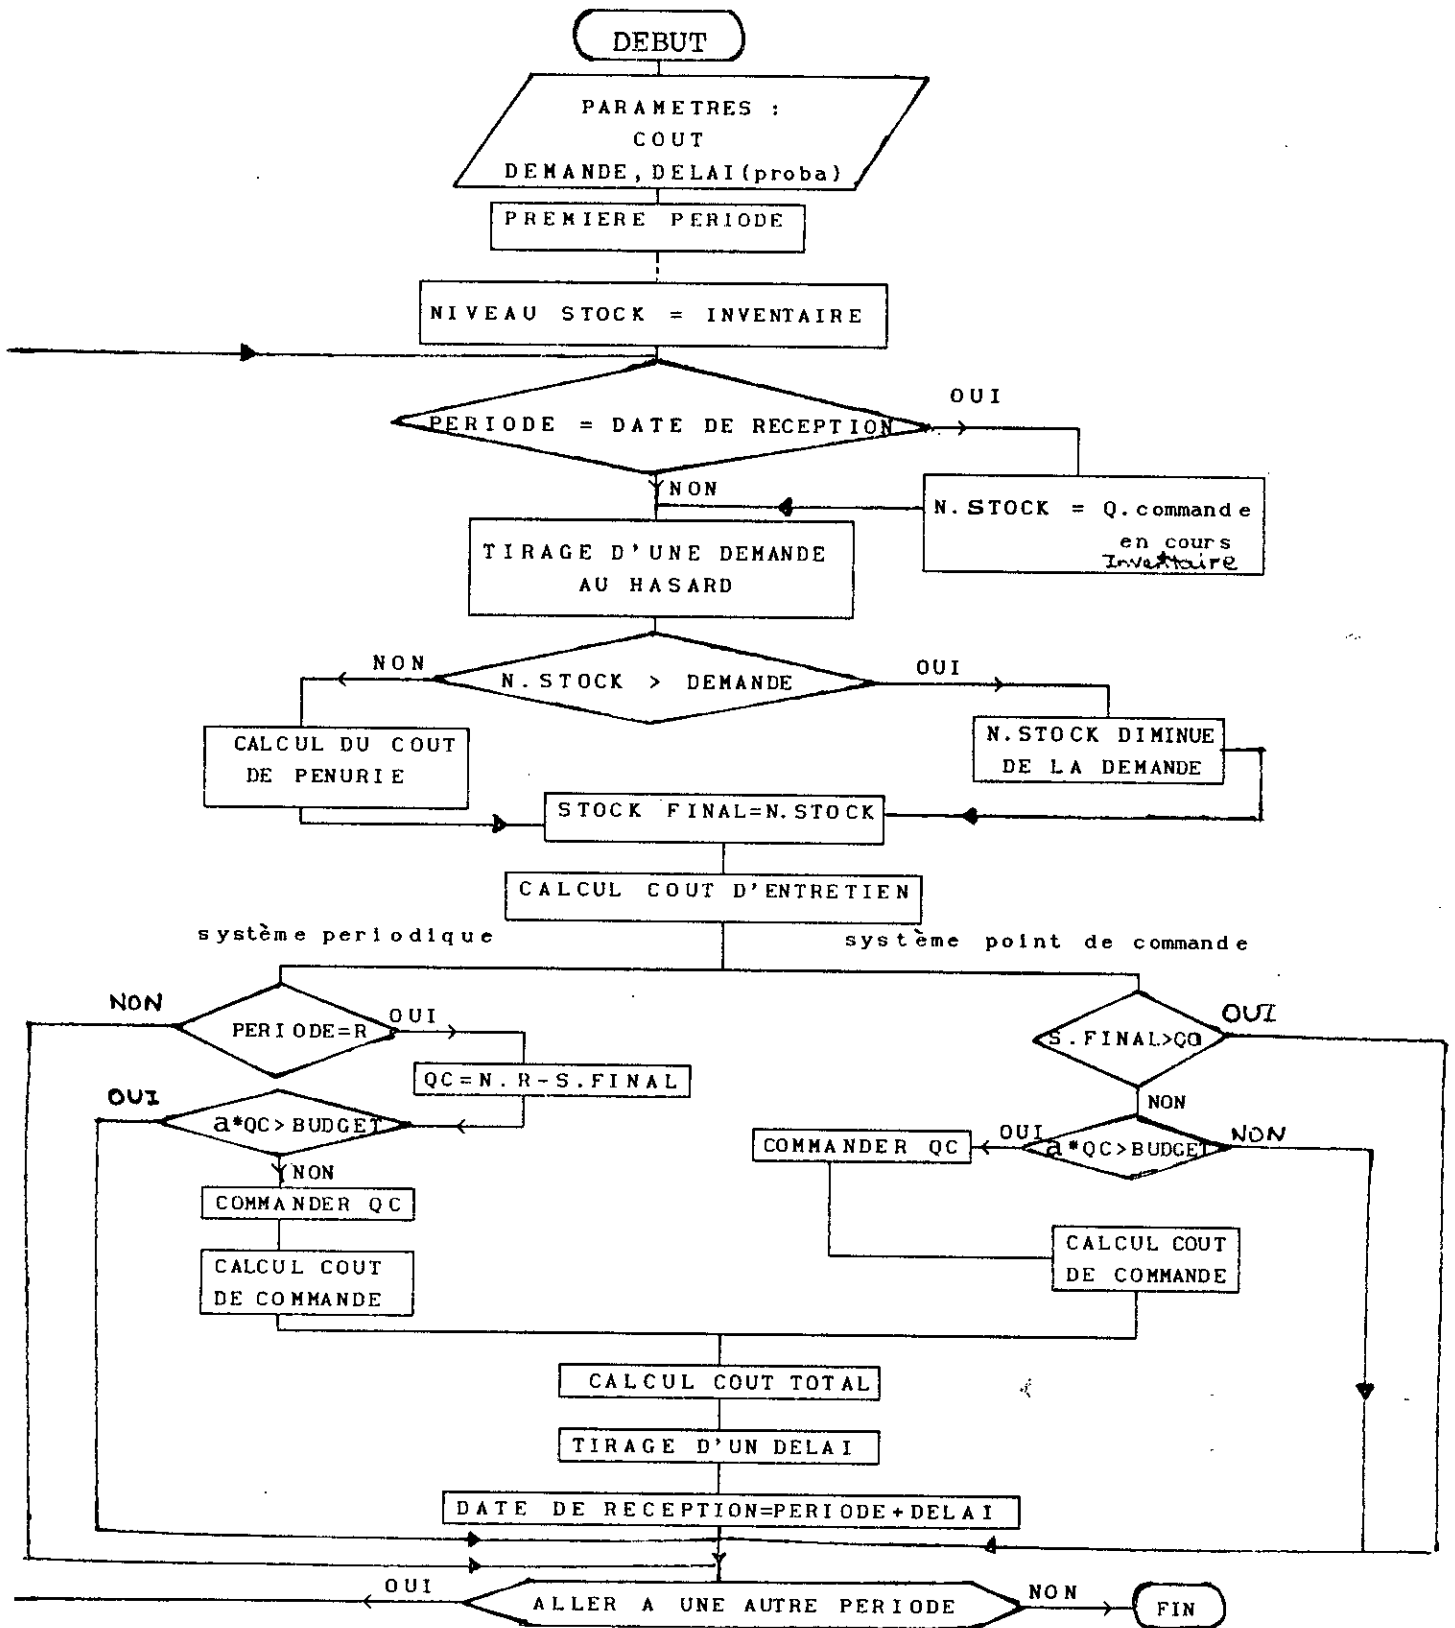 DEBUT
PARAMETRES :
COUT
DEMANDE, DELAI(proba)
PREMIERE PERIODE
NIVEAU STOCK = INVENTAIRE
OUI
PERIODE = DATE DE RECEPTION
NON
N.STOCK = Q.commande
en cours
Inventaire
TIRAGE D'UNE DEMANDE
AU HASARD
NON
OUI
N.STOCK > DEMANDE
CALCUL DU COUT
DE PENURIE
N.STOCK DIMINUE
DE LA DEMANDE
STOCK FINAL=N.STOCK
CALCUL COUT D'ENTRETIEN
système periodique
système point de commande
NON
OUI
PERIODE=R
S.FINAL>QO
OUI
QC=N.R-S.FINAL
OUI
a*QC>BUDGET
NON
NON
OUI
a*QC>BUDGET
NON
COMMANDER QC
COMMANDER QC
CALCUL COUT
DE COMMANDE
CALCUL COUT
DE COMMANDE
CALCUL COUT TOTAL
TIRAGE D'UN DELAI
DATE DE RECEPTION=PERIODE+DELAI
OUI
ALLER A UNE AUTRE PERIODE
NON
FIN